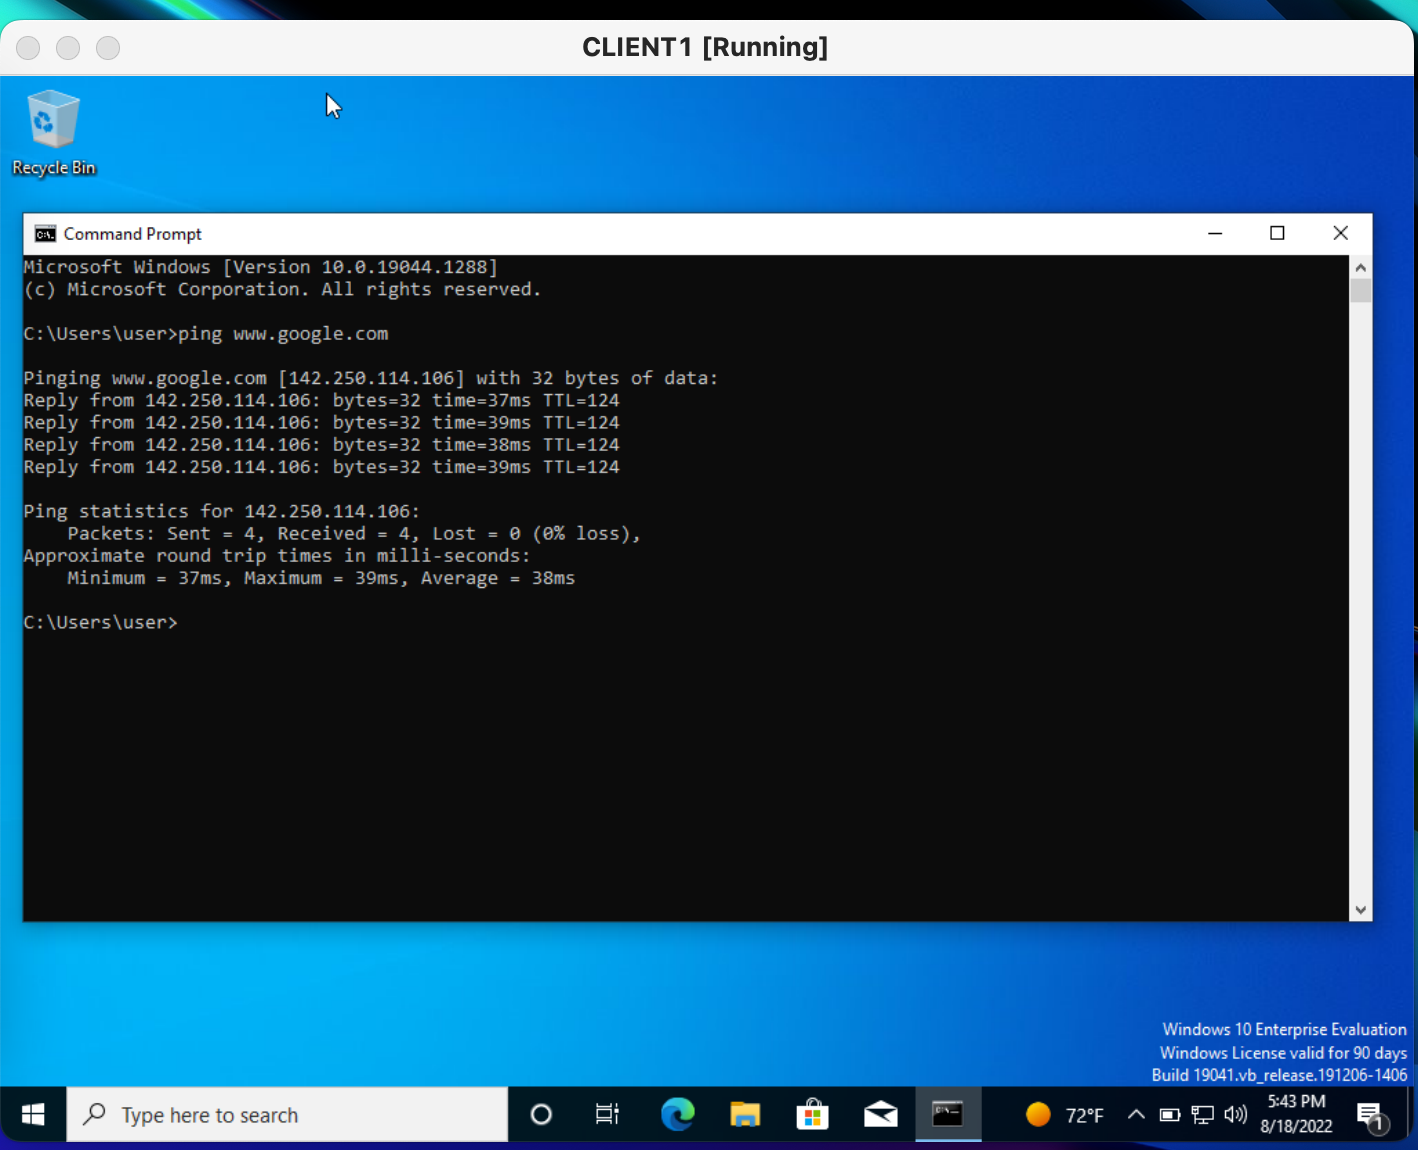 CLIENT1 [Running]
Recycle Bin
Command Prompt
Microsoft Windows [Version 10.0.19044.1288]
(c) Microsoft Corporation. All rights reserved.
C:\Users\user>ping www.google.com
Pinging www.google.com [142.250.114.106] with 32 bytes of data:
Reply from 142.250.114.106: bytes=32 time=37ms TTL=124
Reply from 142.250.114.106: bytes=32 time=39ms TTL=124
Reply from 142.250.114.106: bytes=32 time=38ms TTL=124
Reply from 142.250.114.106: bytes=32 time=39ms TTL=124
Ping statistics for 142.250.114.106:
Packets: Sent = 4, Received = 4, Lost = 0 (0% loss),
Approximate round trip times in milli-seconds:
Minimum = 37ms, Maximum = 39ms, Average = 38ms
C:\Users\user>
Windows 10 Enterprise Evaluation
Windows License valid for 90 days
Build 19041.vb_release.191206-1406
Type here to search
72°F
5:43 PM
8/18/2022
1